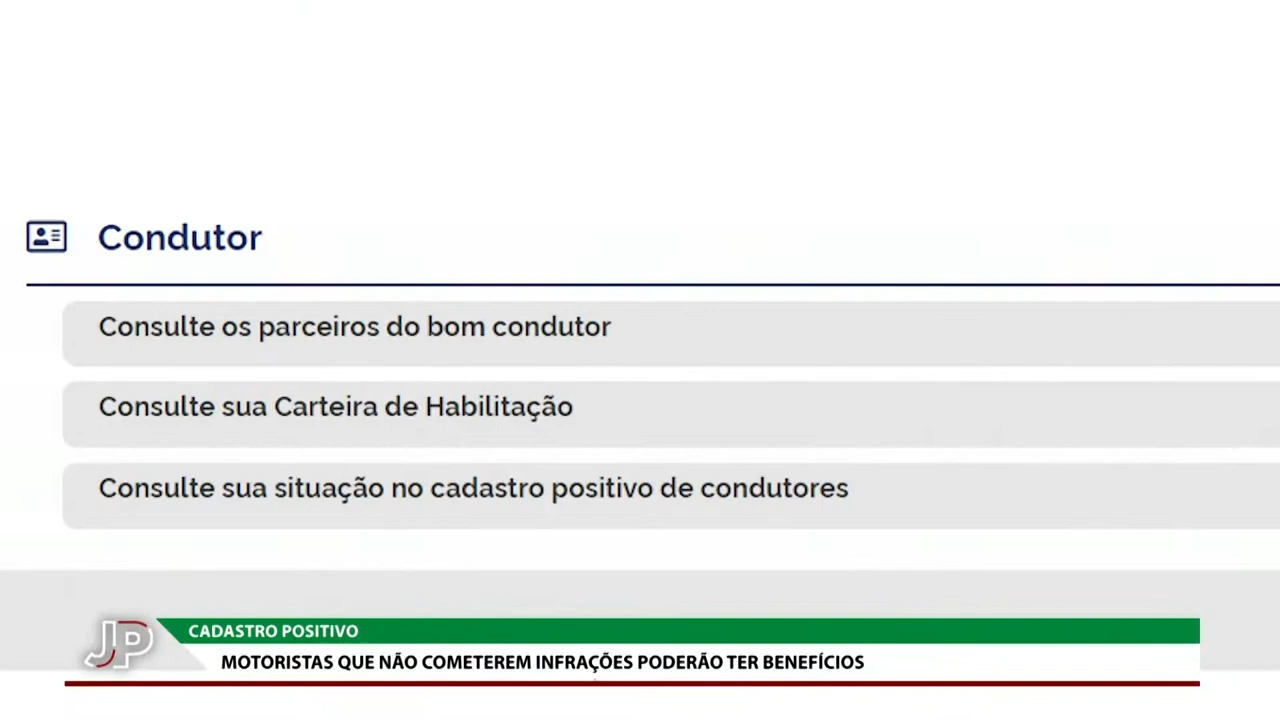 Condutor
Consulte os parceiros do bom condutor
Consulte sua Carteira de Habilitação
Consulte sua situação no cadastro positivo de condutores
JP
CADASTRO POSITIVO
MOTORISTAS QUE NÃO COMETEREM INFRAÇÕES PODERÃO TER BENEFÍCIOS